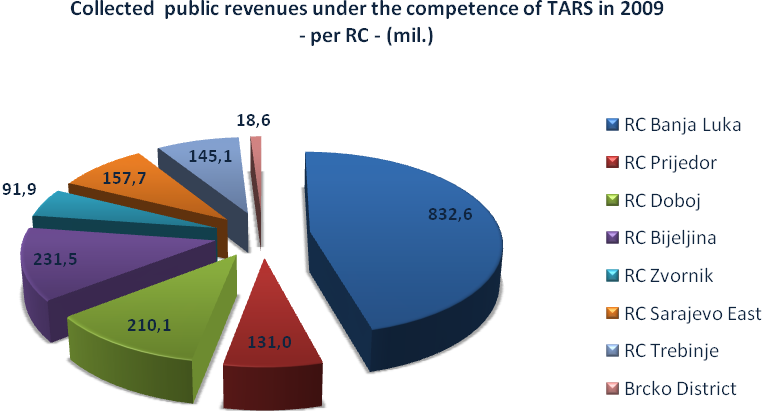 Collected public revenues under the competence of TARS in 2009
- per RC - (mil.)
18,6
145,1
157,7
91,9
832,6
231,5
210,1
131,0
RC Banja Luka
RC Prijedor
RC Doboj
RC Bijeljina
RC Zvornik
RC Sarajevo East
RC Trebinje
Brcko District